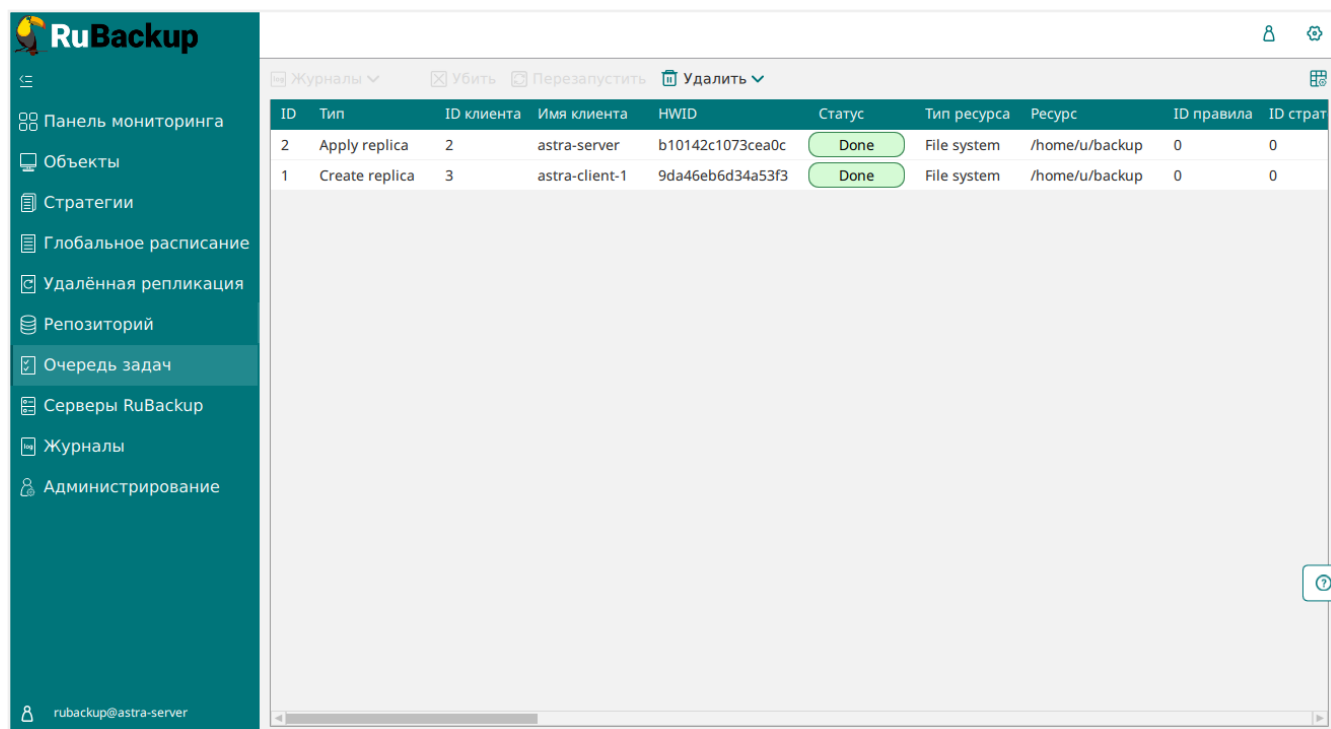 RuBackup
Журналы Убить Перезапустить Удалить
Панель мониторинга
Объекты
Стратегии
Глобальное расписание
Удалённая репликация
Репозиторий
Очередь задач
Серверы RuBackup
Журналы
Администрирование
rubackup@astra-server
ID Тип ID клиента Имя клиента HWID Статус Тип ресурса Ресурс ID правила ID страт
2 Apply replica 2 astra-server b10142c1073cea0c Done File system /home/u/backup 0 0
1 Create replica 3 astra-client-1 9da46eb6d34a53f3 Done File system /home/u/backup 0 0